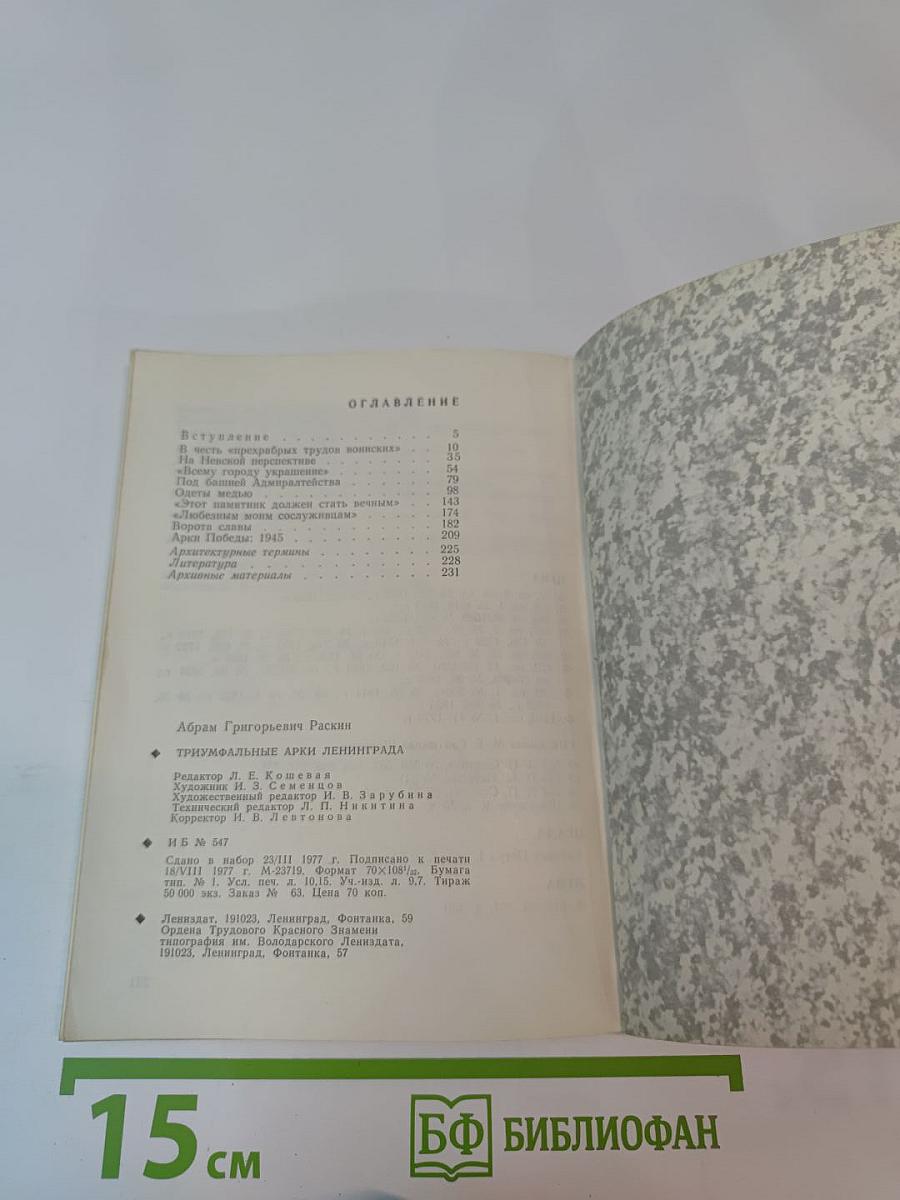 ОГЛАВЛЕНИЕ
Вступление . . . . . . . . . . . 5
В честь «прехрабрых трудов воинских» . . 10
На Невской перспективе . . . . . . . . 35
«Всему городу украшение» . . . . . . . 54
Под башней Адмиралтейства . . . . . . 79
Одеты медью . . . . . . . . . . . . 98
«Этот памятник должен стать вечным» . . 143
«Любезным моим сослуживцам» . . . . . 174
Ворота славы . . . . . . . . . . . . 182
Арки Победы: 1945 . . . . . . . . . . 209
Архитектурные термины . . . . . . . . 225
Литература . . . . . . . . . . . . . 228
Архивные материалы . . . . . . . . . 231
Абрам Григорьевич Раскин
ТРИУМФАЛЬНЫЕ АРКИ ЛЕНИНГРАДА
Редактор Л. Е. Кошевая
Художник И. З. Семенцов
Художественный редактор И. В. Зарубина
Технический редактор Л. П. Никитина
Корректор И. В. Левтонова
ИБ № 547
Сдано в набор 23/III 1977 г. Подписано к печати
18/VIII 1977 г. М-23719. Формат 70×108 1/32. Бумага
тип. № 1. Усл. печ. л. 10,15. Уч.-изд. л. 9,7. Тираж
50 000 экз. Заказ № 63. Цена 70 коп.
Лениздат, 191023, Ленинград, Фонтанка, 59
Ордена Трудового Красного Знамени
типография им. Володарского Лениздата,
191023, Ленинград, Фонтанка, 57
15 см
БФ БИБЛИОФАН